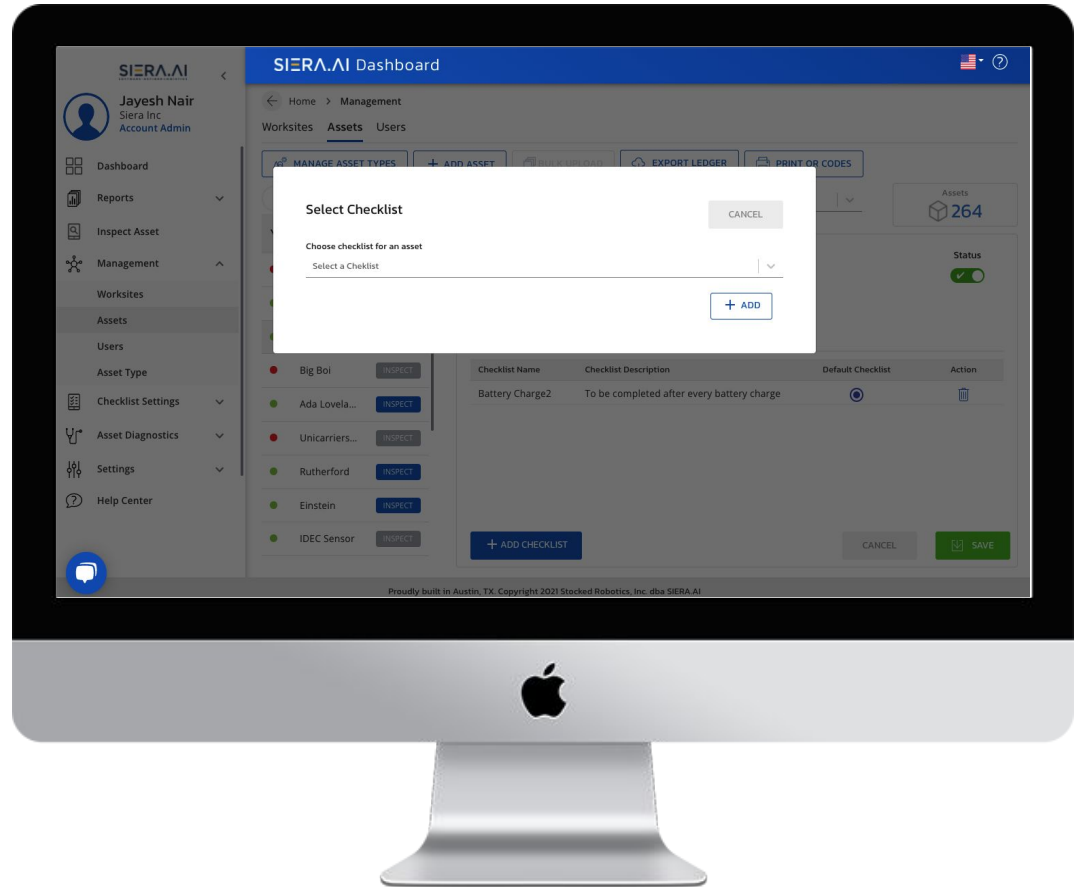 SIERA.AI
Jayesh Nair
Siera Inc
Account Admin
Dashboard
Reports
Inspect Asset
Management
Worksites
Assets
Users
Asset Type
Checklist Settings
Asset Diagnostics
Settings
Help Center
SIERA.AI Dashboard
Home > Management
Worksites Assets Users
MANAGE ASSET TYPES + ADD ASSET BULK UPLOAD EXPORT LEDGER PRINT QR CODES
Assets
264
Select Checklist
CANCEL
Choose checklist for an asset
Select a Cheklist
+ ADD
Status
Big Boi INSPECT
Ada Lovela... INSPECT
Unicarriers... INSPECT
Rutherford INSPECT
Einstein INSPECT
IDEC Sensor INSPECT
Checklist Name Checklist Description Default Checklist Action
Battery Charge2 To be completed after every battery charge
+ ADD CHECKLIST CANCEL SAVE
Proudly built in Austin, TX. Copyright 2021 Stocked Robotics, Inc. dba SIERA.AI